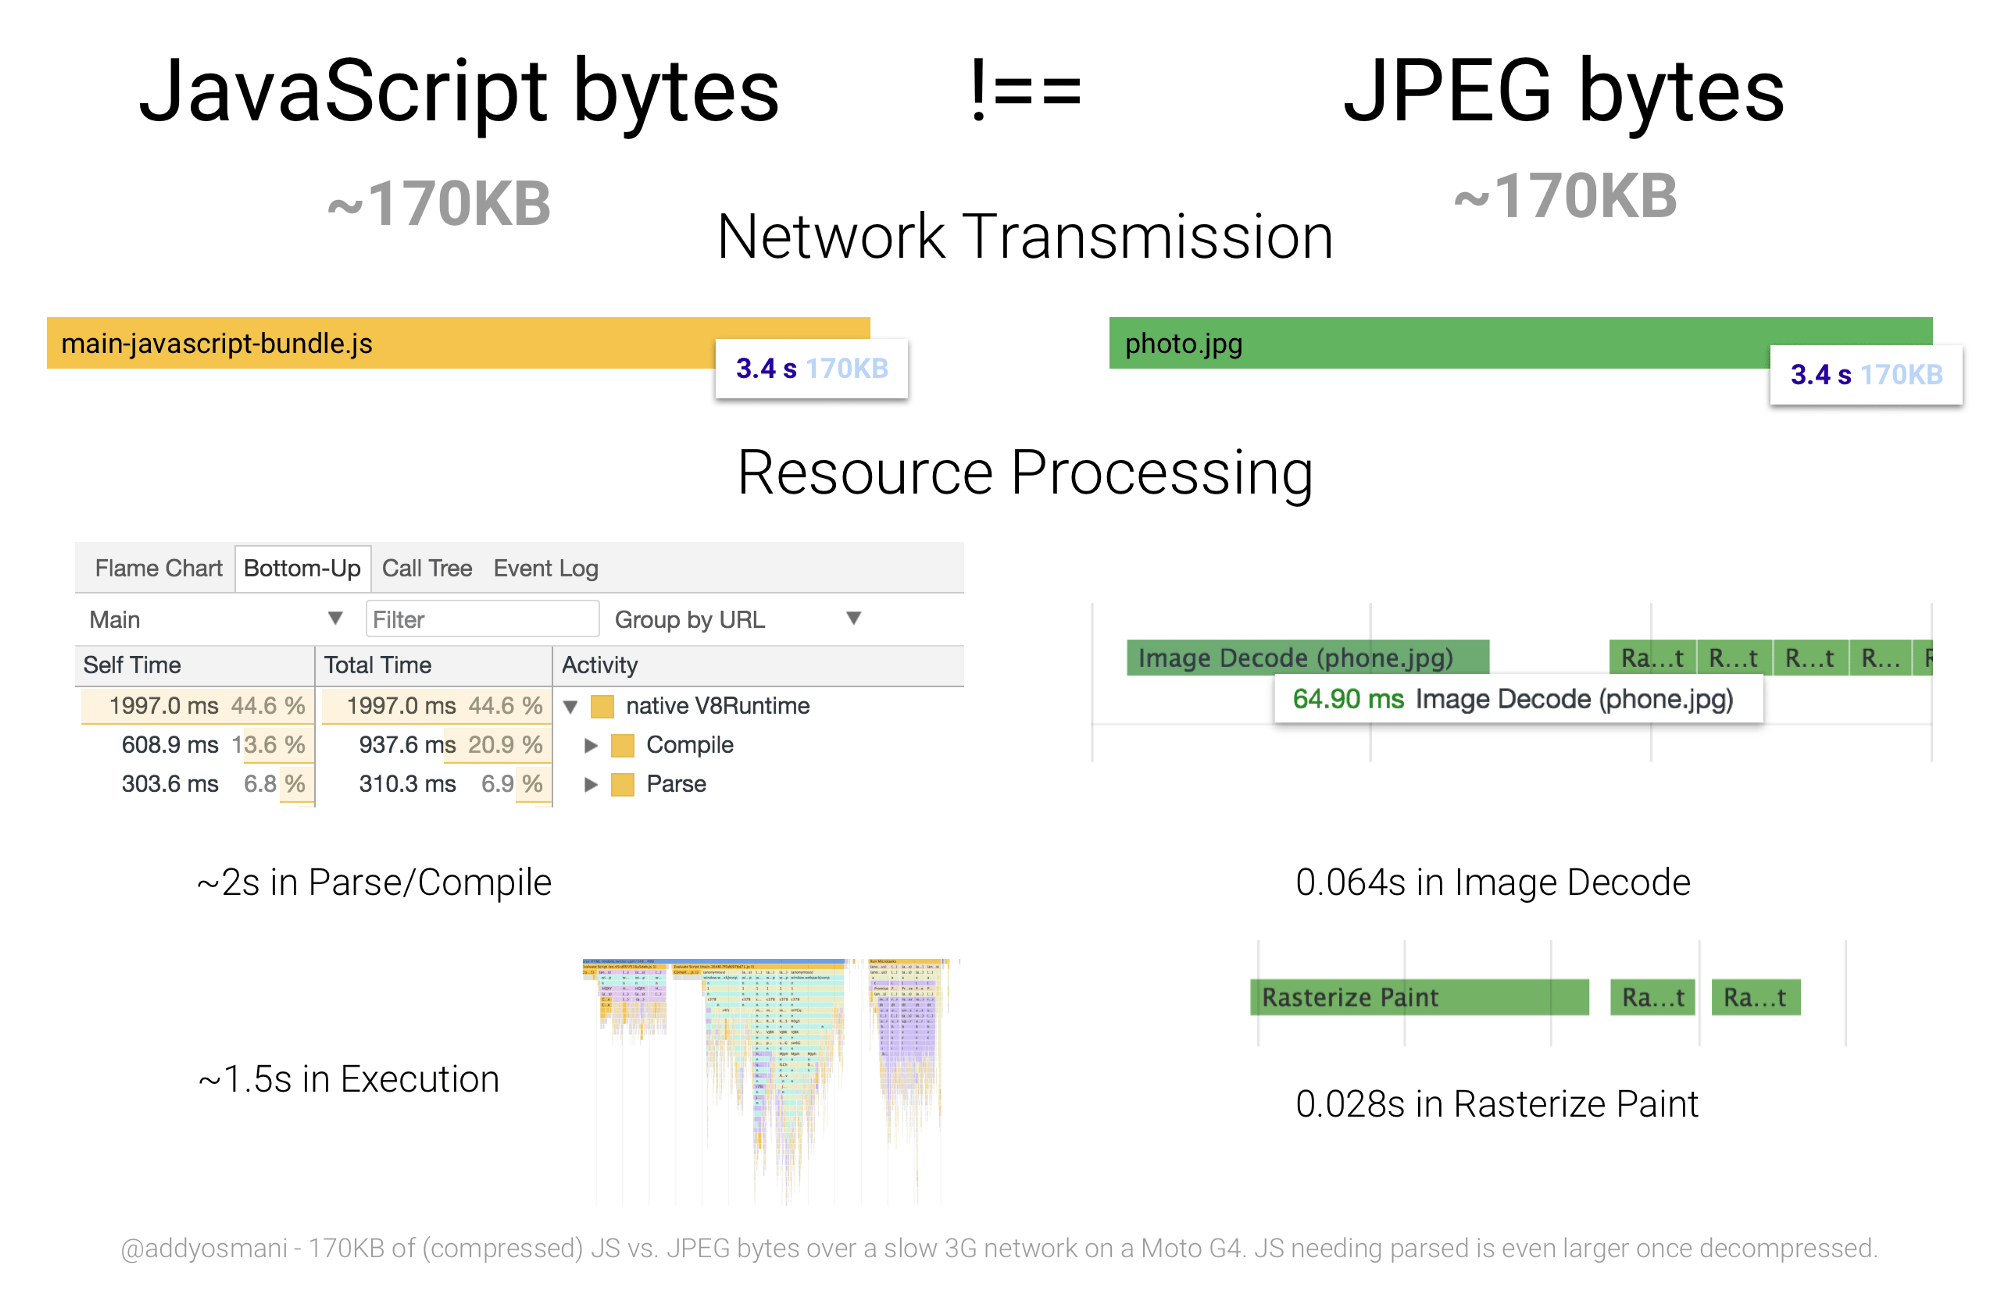 JavaScript bytes !== JPEG bytes
~170KB ~170KB
Network Transmission
main-javascript-bundle.js
3.4 s 170KB
photo.jpg
3.4 s 170KB
Resource Processing
Flame Chart Bottom-Up Call Tree Event Log
Main ▼ Filter Group by URL ▼
Self Time Total Time Activity
1997.0 ms 44.6 % 1997.0 ms 44.6 % ▼ native V8Runtime
608.9 ms 13.6 % 937.6 ms 20.9 % ▶ Compile
303.6 ms 6.8 % 310.3 ms 6.9 % ▶ Parse
Image Decode (phone.jpg) Ra...t R...t R...t R...
64.90 ms Image Decode (phone.jpg)
~2s in Parse/Compile
0.064s in Image Decode
~1.5s in Execution
Rasterize Paint Ra...t Ra...t
0.028s in Rasterize Paint
@addyosmani - 170KB of (compressed) JS vs. JPEG bytes over a slow 3G network on a Moto G4. JS needing parsed is even larger once decompressed.